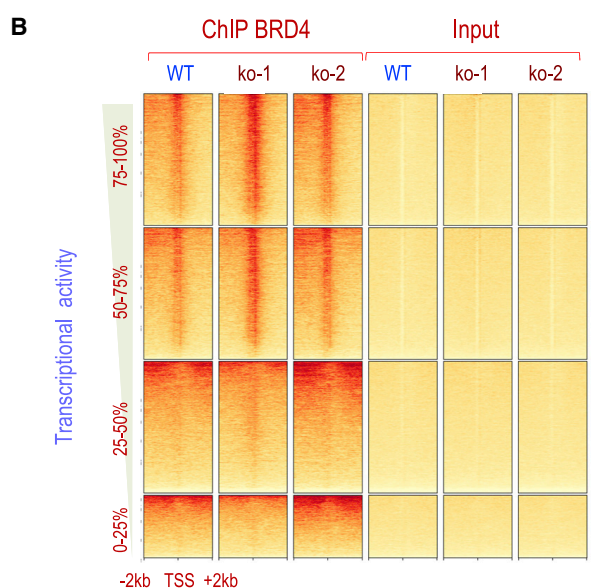 B
ChIP BRD4
Input
WT ko-1 ko-2 WT ko-1 ko-2
75-100%
50-75%
25-50%
0-25%
Transcriptional activity
-2kb TSS +2kb